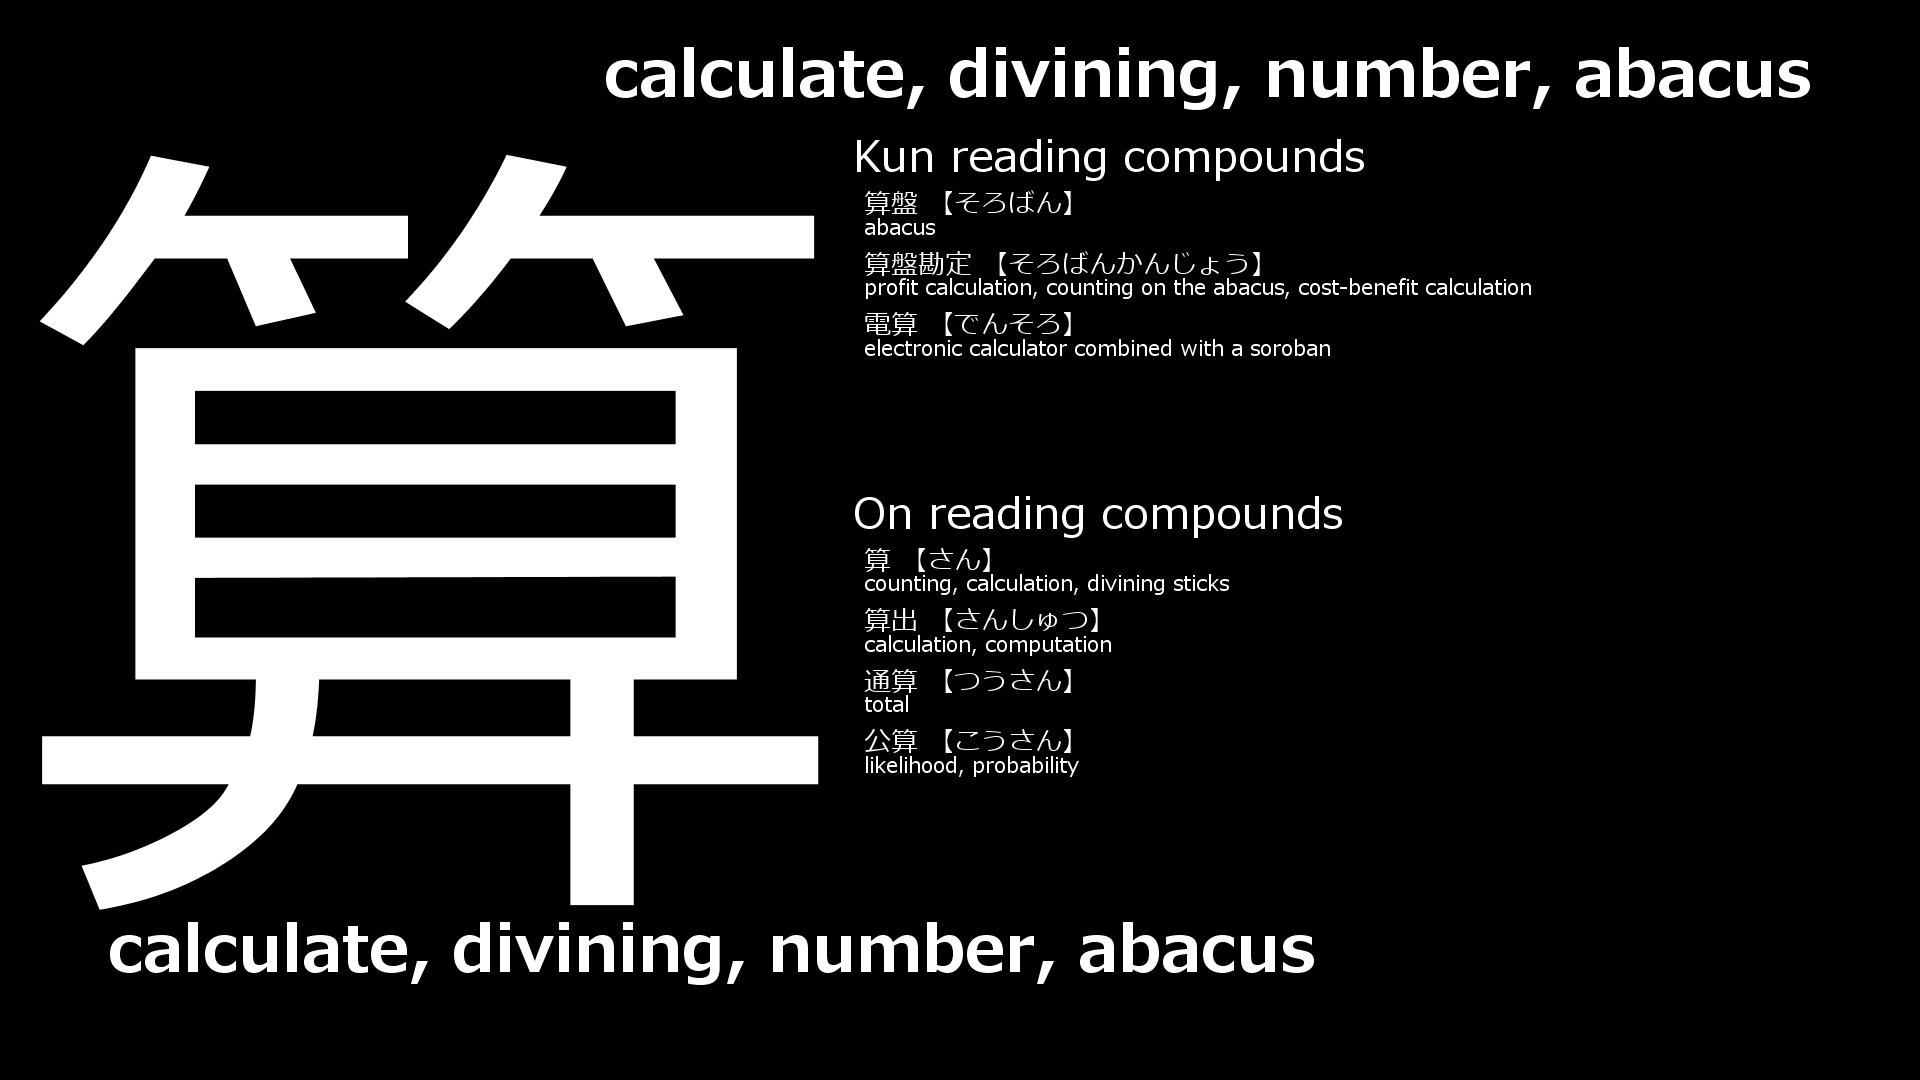 calculate, divining, number, abacus
算
Kun reading compounds
算盤 【そろばん】
abacus
算盤勘定 【そろばんかんじょう】
profit calculation, counting on the abacus, cost-benefit calculation
電算 【でんそろ】
electronic calculator combined with a soroban
On reading compounds
算 【さん】
counting, calculation, divining sticks
算出 【さんしゅつ】
calculation, computation
通算 【つうさん】
total
公算 【こうさん】
likelihood, probability
calculate, divining, number, abacus